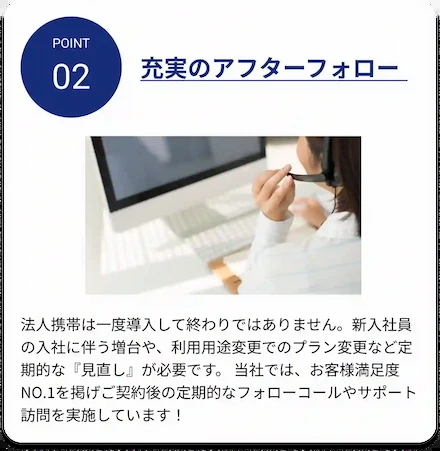 POINT
02
充実のアフターフォロー
法人携帯は一度導入して終わりではありません。新入社員
の入社に伴う増台や、利用用途変更でのプラン変更など定
期的な『見直し』が必要です。 当社では、お客様満足度
NO.1を掲げご契約後の定期的なフォローコールやサポート
訪問を実施しています！